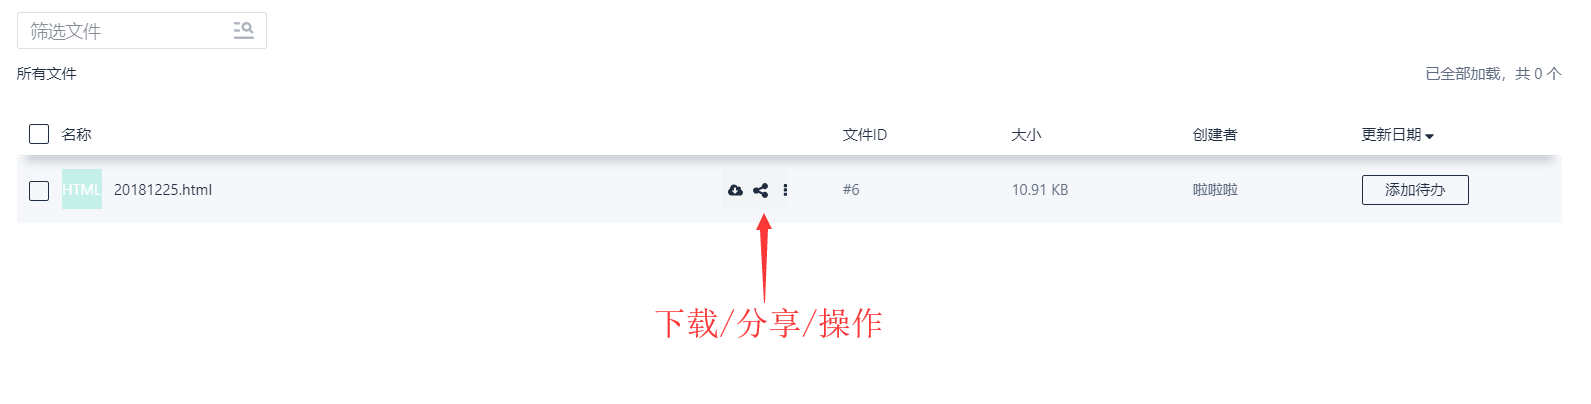 筛选文件
所有文件 已全部加载，共 0 个
名称 文件ID 大小 创建者 更新日期
HTML 20181225.html #6 10.91 KB 啦啦啦 添加待办
下载/分享/操作